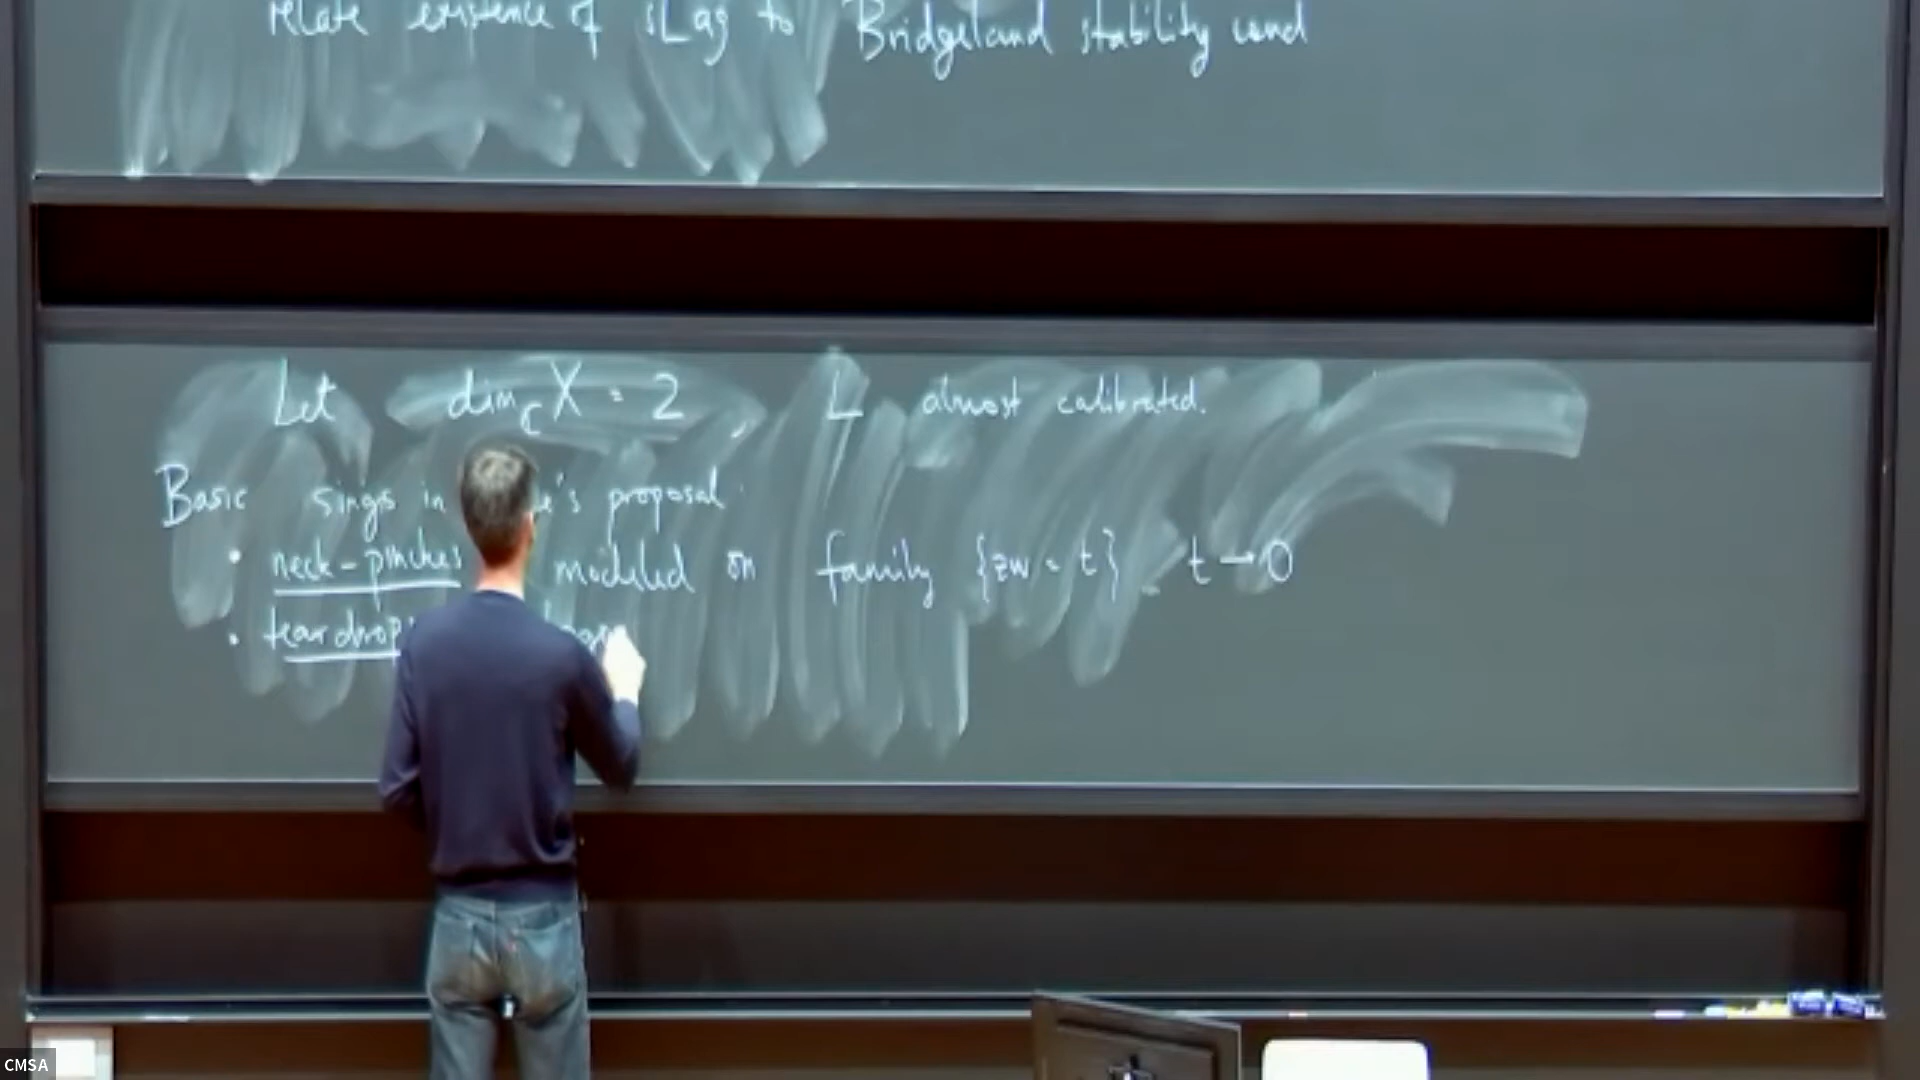 relate existence of sLag to Bridgeland stability cond
Let dim_C X = 2, L almost calibrated.
Basic sings in 's proposal
• neck-pinches modeled on family {zw = t} t → 0
• teardrop
CMSA